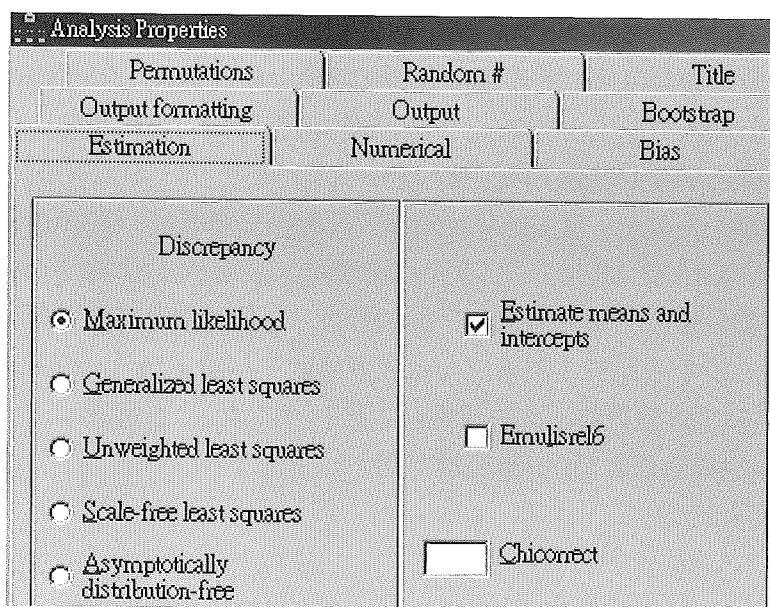 Analysis Properties
Permutations Random # Title
Output formatting Output Bootstrap
Estimation Numerical Bias
Discrepancy
Maximum likelihood
Generalized least squares
Unweighted least squares
Scale-free least squares
Asymptotically
distribution-free
Estimate means and
intercepts
Emulisrel6
Chicorrect